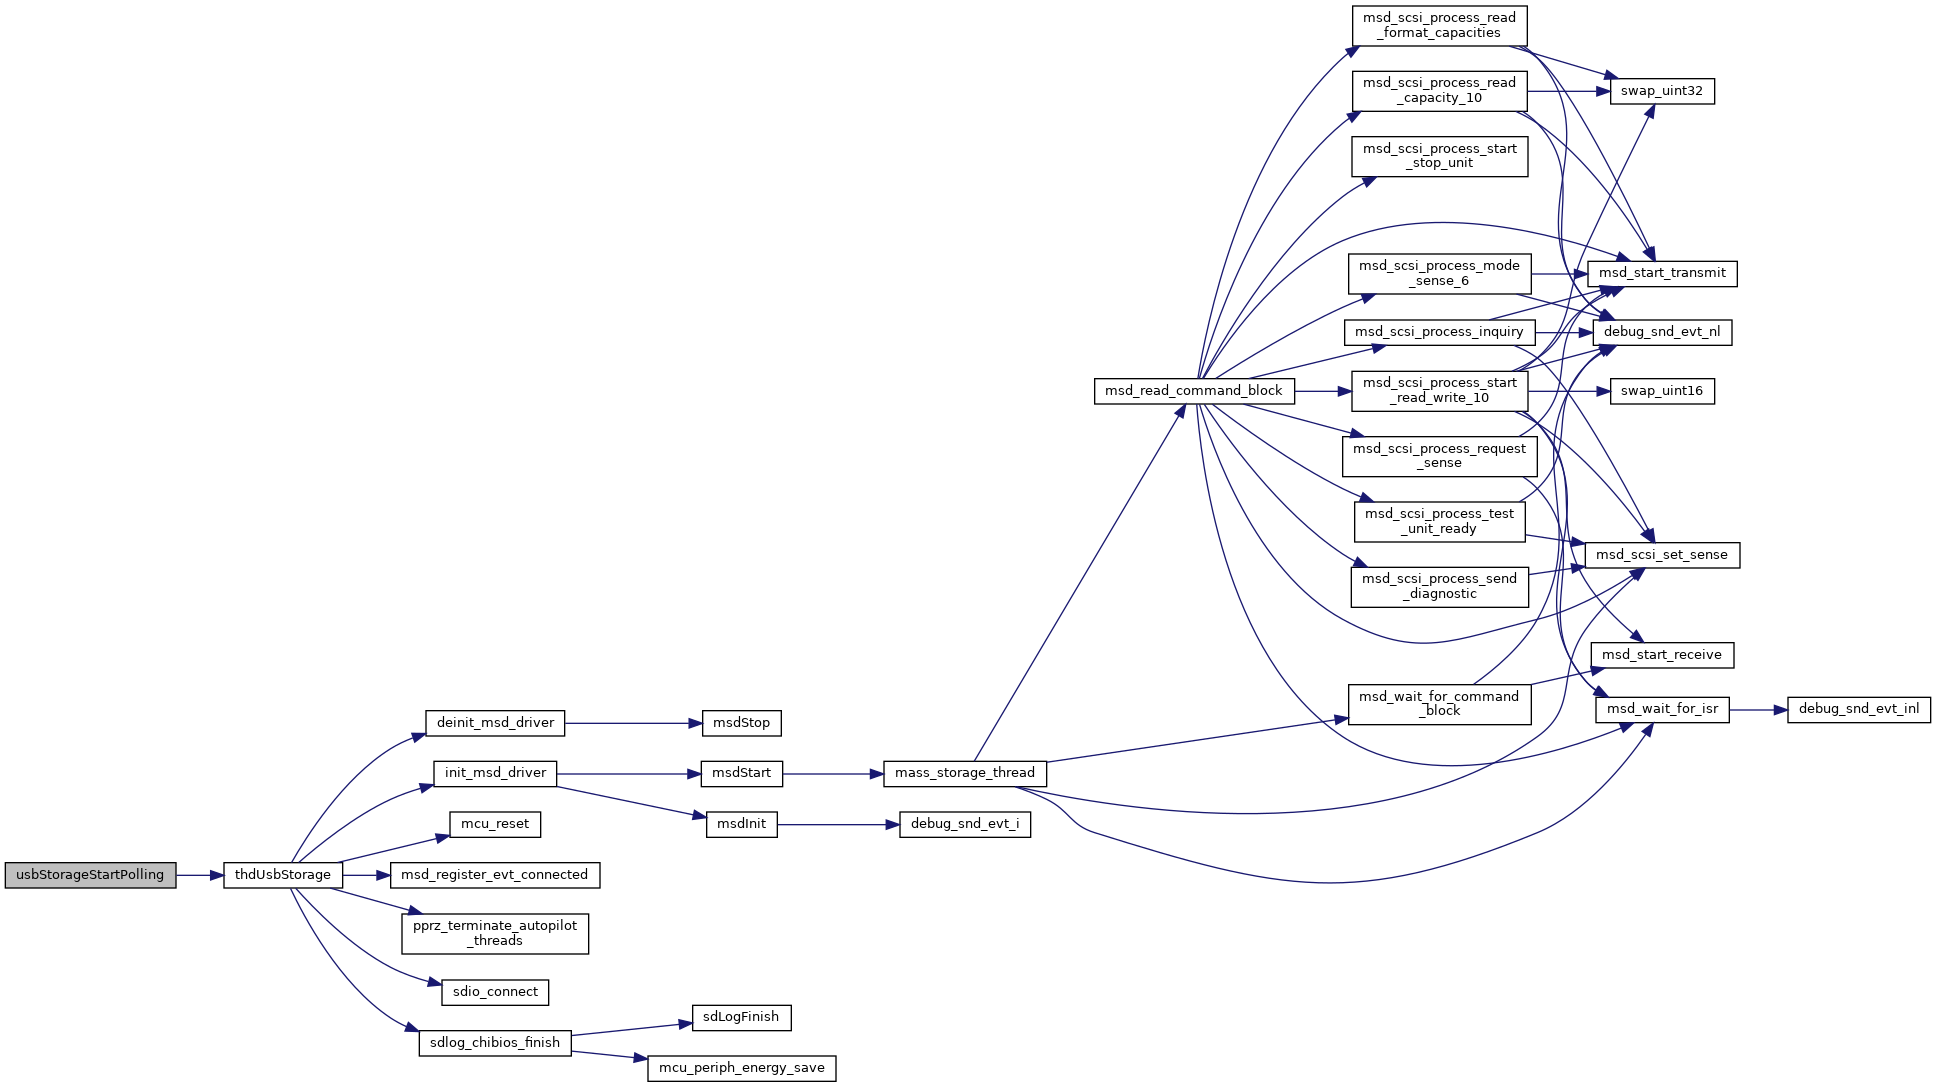 usbStorageStartPolling
thdUsbStorage
deinit_msd_driver
msdStop
init_msd_driver
msdStart
msdInit
mcu_reset
msd_register_evt_connected
pprz_terminate_autopilot
_threads
sdio_connect
sdlog_chibios_finish
sdLogFinish
mcu_periph_energy_save
mass_storage_thread
debug_snd_evt_i
msd_read_command_block
msd_scsi_process_read
_format_capacities
msd_scsi_process_read
_capacity_10
msd_scsi_process_start
_stop_unit
msd_scsi_process_mode
_sense_6
msd_scsi_process_inquiry
msd_scsi_process_start
_read_write_10
msd_scsi_process_request
_sense
msd_scsi_process_test
_unit_ready
msd_scsi_process_send
_diagnostic
msd_wait_for_command
_block
swap_uint32
msd_start_transmit
debug_snd_evt_nl
swap_uint16
msd_scsi_set_sense
msd_start_receive
msd_wait_for_isr
debug_snd_evt_inl